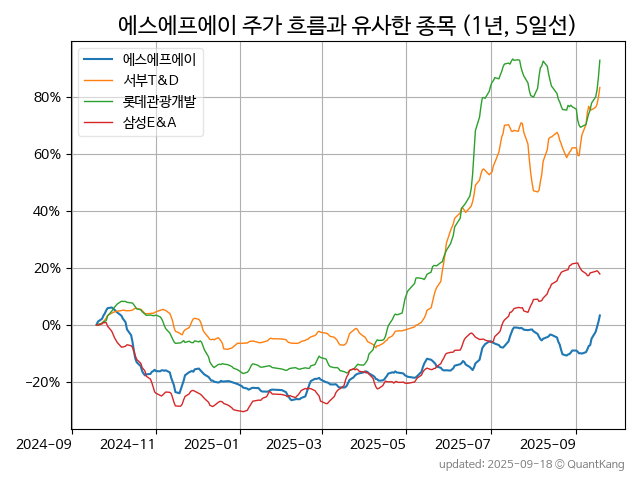 에스에프에이 주가 흐름과 유사한 종목 (1년, 5일선)
에스에프에이
서부T&D
롯데관광개발
삼성E&A
80%
60%
40%
20%
0%
−20%
2024-09 2024-11 2025-01 2025-03 2025-05 2025-07 2025-09
updated: 2025-09-18 © QuantKang